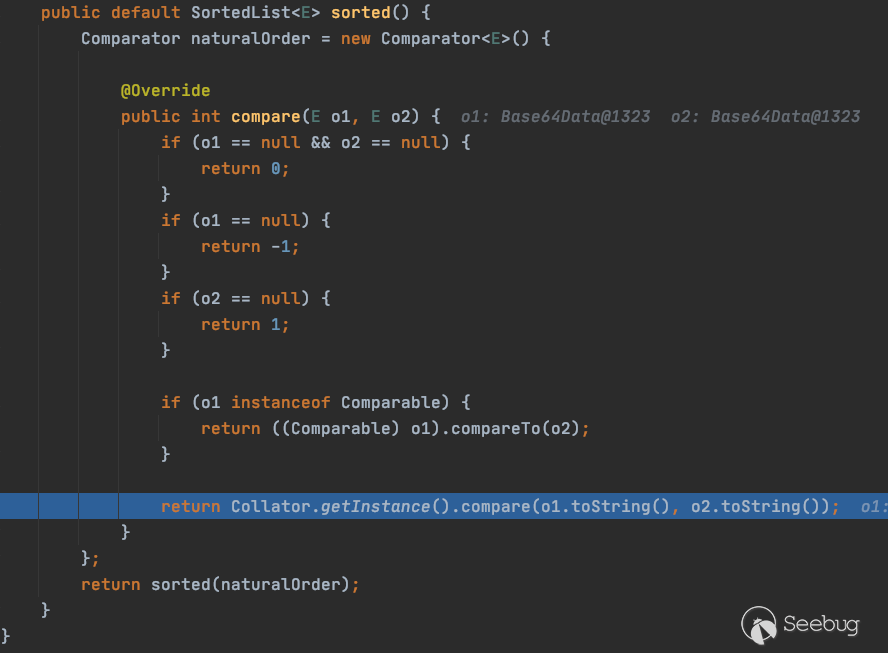 public default SortedList<E> sorted() {
Comparator naturalOrder = new Comparator<E>() {
@Override
public int compare(E o1, E o2) { o1: Base64Data@1323 o2: Base64Data@1323
if (o1 == null && o2 == null) {
return 0;
}
if (o1 == null) {
return -1;
}
if (o2 == null) {
return 1;
}
if (o1 instanceof Comparable) {
return ((Comparable) o1).compareTo(o2);
}
return Collator.getInstance().compare(o1.toString(), o2.toString()); o1:
}
};
return sorted(naturalOrder);
}
}
Seebug